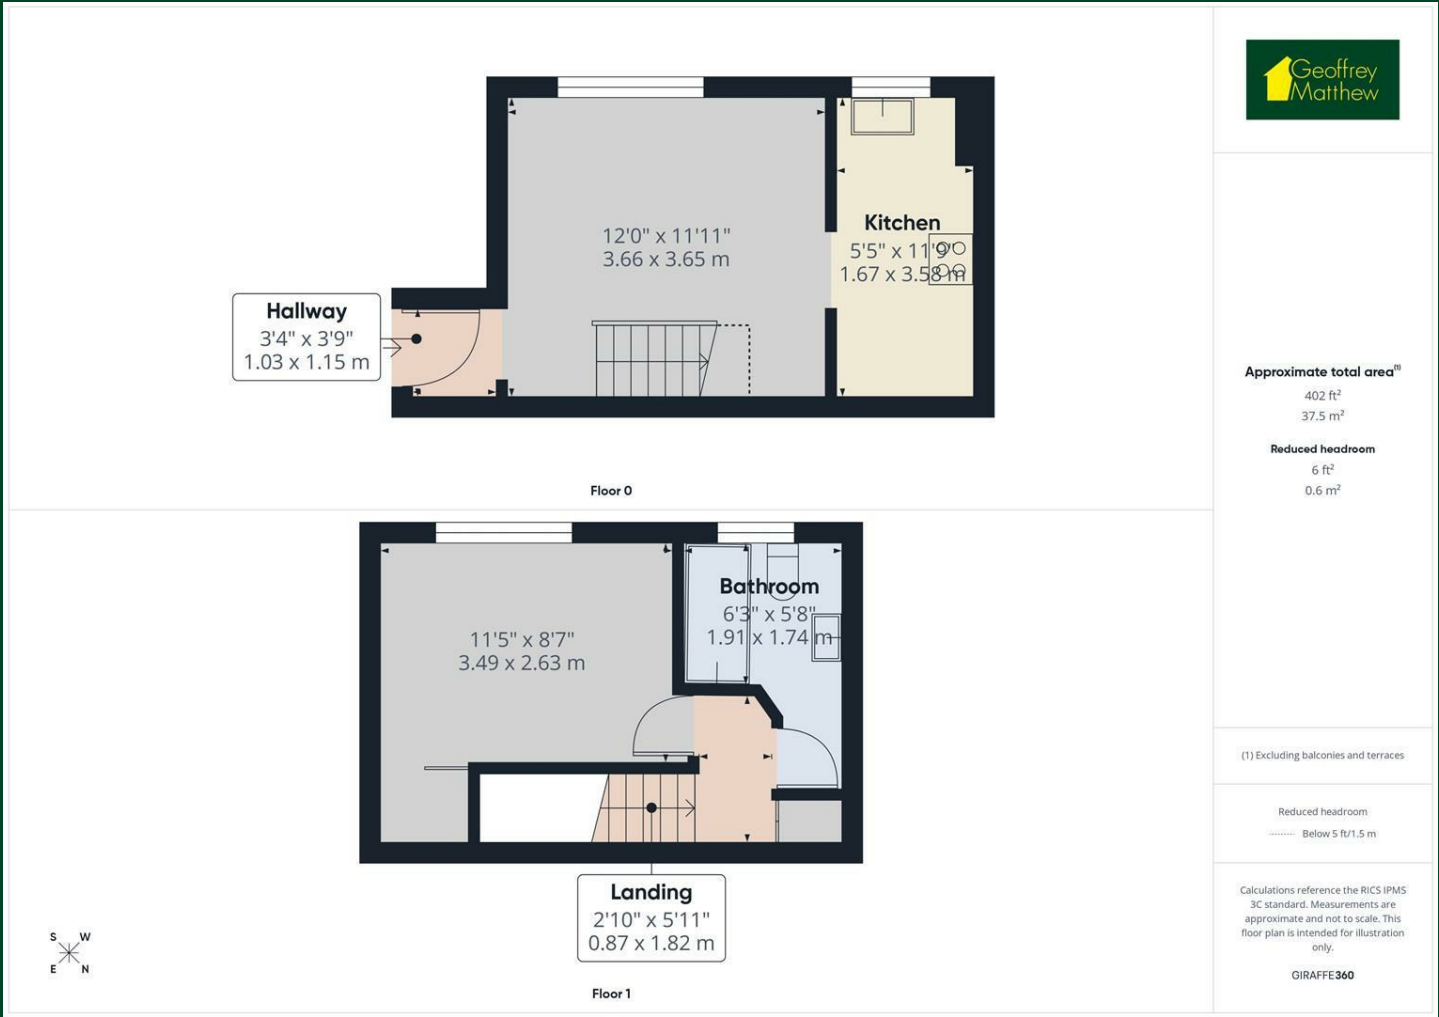 Geoffrey
Matthew
12'0" x 11'11"
3.66 x 3.65 m
Kitchen
5'5" x 11'9"
1.67 x 3.58 m
Hallway
3'4" x 3'9"
1.03 x 1.15 m
Floor 0
Approximate total area(1)
402 ft²
37.5 m²
Reduced headroom
6 ft²
0.6 m²
11'5" x 8'7"
3.49 x 2.63 m
Bathroom
6'3" x 5'8"
1.91 x 1.74 m
Landing
2'10" x 5'11"
0.87 x 1.82 m
Floor 1
S W
E N
(1) Excluding balconies and terraces
Reduced headroom
Below 5 ft/1.5 m
Calculations reference the RICS IPMS
3C standard. Measurements are
approximate and not to scale. This
floor plan is intended for illustration
only.
GIRAFFE360